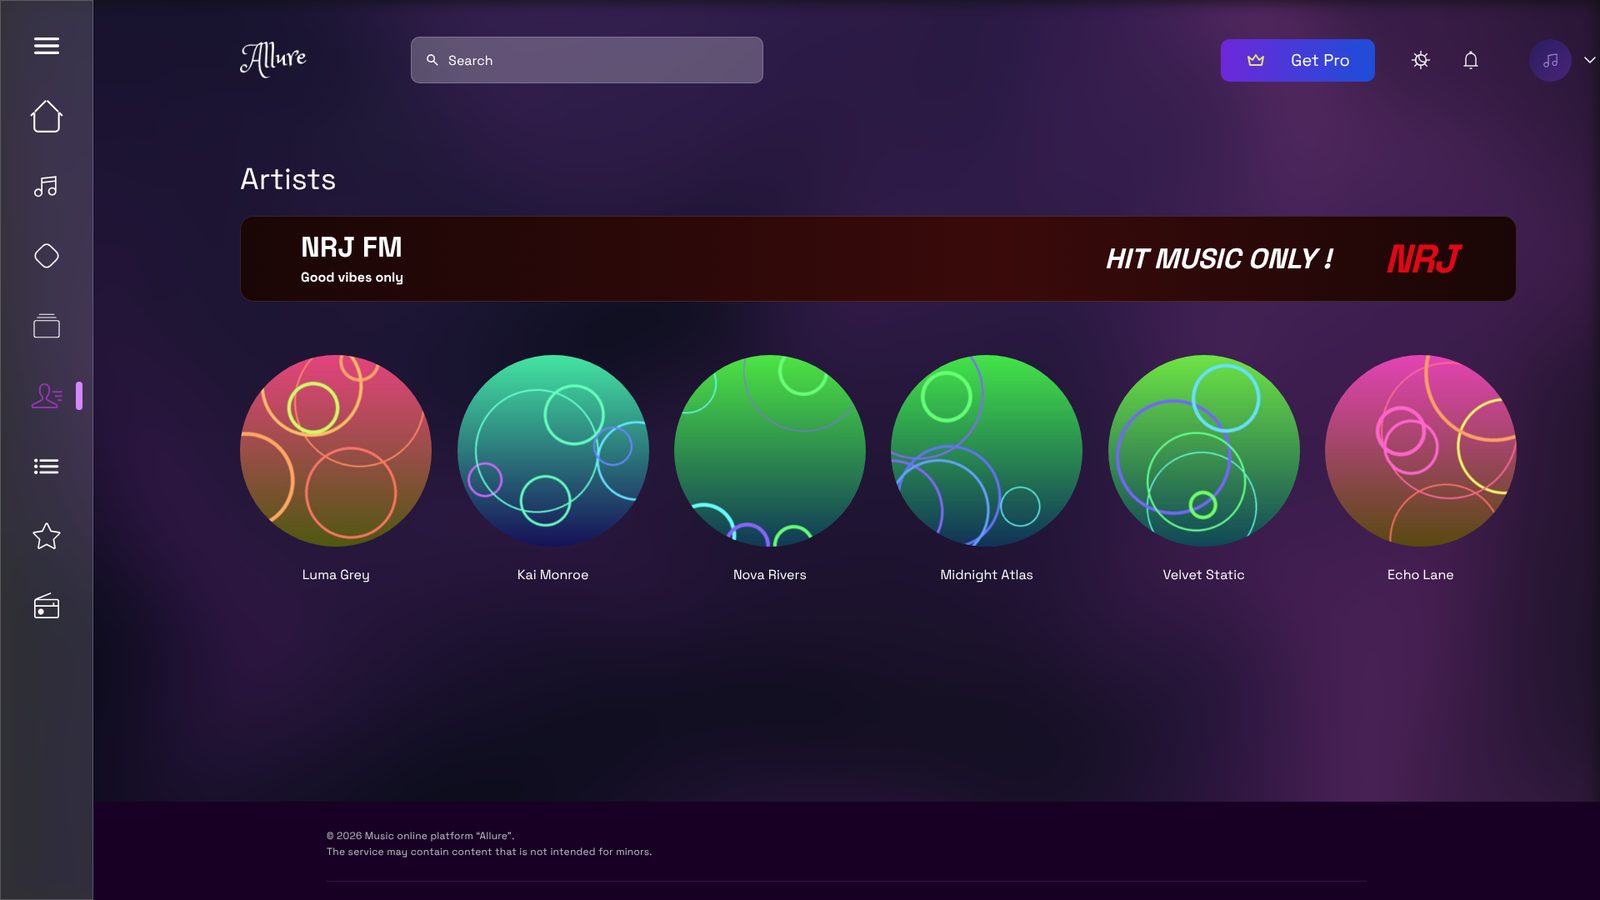 Allure
Search
Get Pro
Artists
NRJ FM
Good vibes only
HIT MUSIC ONLY !
NRJ
Luma Grey
Kai Monroe
Nova Rivers
Midnight Atlas
Velvet Static
Echo Lane
© 2026 Music online platform "Allure".
The service may contain content that is not intended for minors.